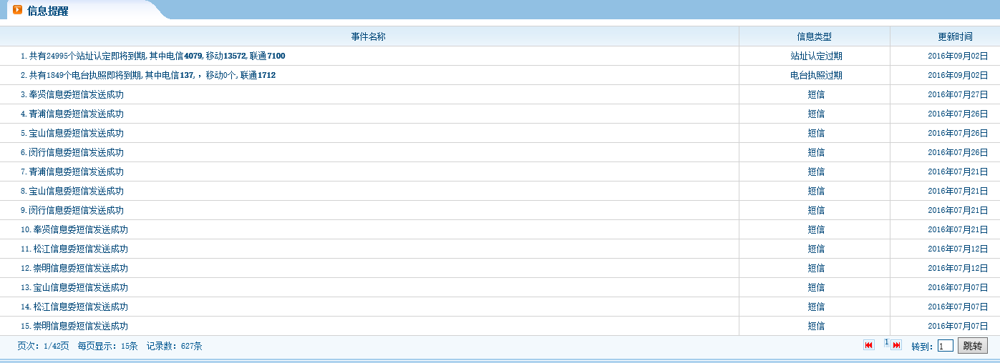 信息提醒
事件名称 信息类型 更新时间
1.共有24995个站址认定即将到期,其中电信4079,移动13572,联通7100 站址认定过期 2016年09月02日
2.共有1849个电台执照即将到期,其中电信137,，移动0个,联通1712 电台执照过期 2016年09月02日
3.奉贤信息委短信发送成功 短信 2016年07月27日
4.青浦信息委短信发送成功 短信 2016年07月26日
5.宝山信息委短信发送成功 短信 2016年07月26日
6.闵行信息委短信发送成功 短信 2016年07月26日
7.青浦信息委短信发送成功 短信 2016年07月21日
8.宝山信息委短信发送成功 短信 2016年07月21日
9.闵行信息委短信发送成功 短信 2016年07月21日
10.奉贤信息委短信发送成功 短信 2016年07月21日
11.松江信息委短信发送成功 短信 2016年07月12日
12.崇明信息委短信发送成功 短信 2016年07月12日
13.宝山信息委短信发送成功 短信 2016年07月07日
14.松江信息委短信发送成功 短信 2016年07月07日
15.崇明信息委短信发送成功 短信 2016年07月07日
页次：1/42页 每页显示：15条 记录数：627条 1 转到：1 跳转